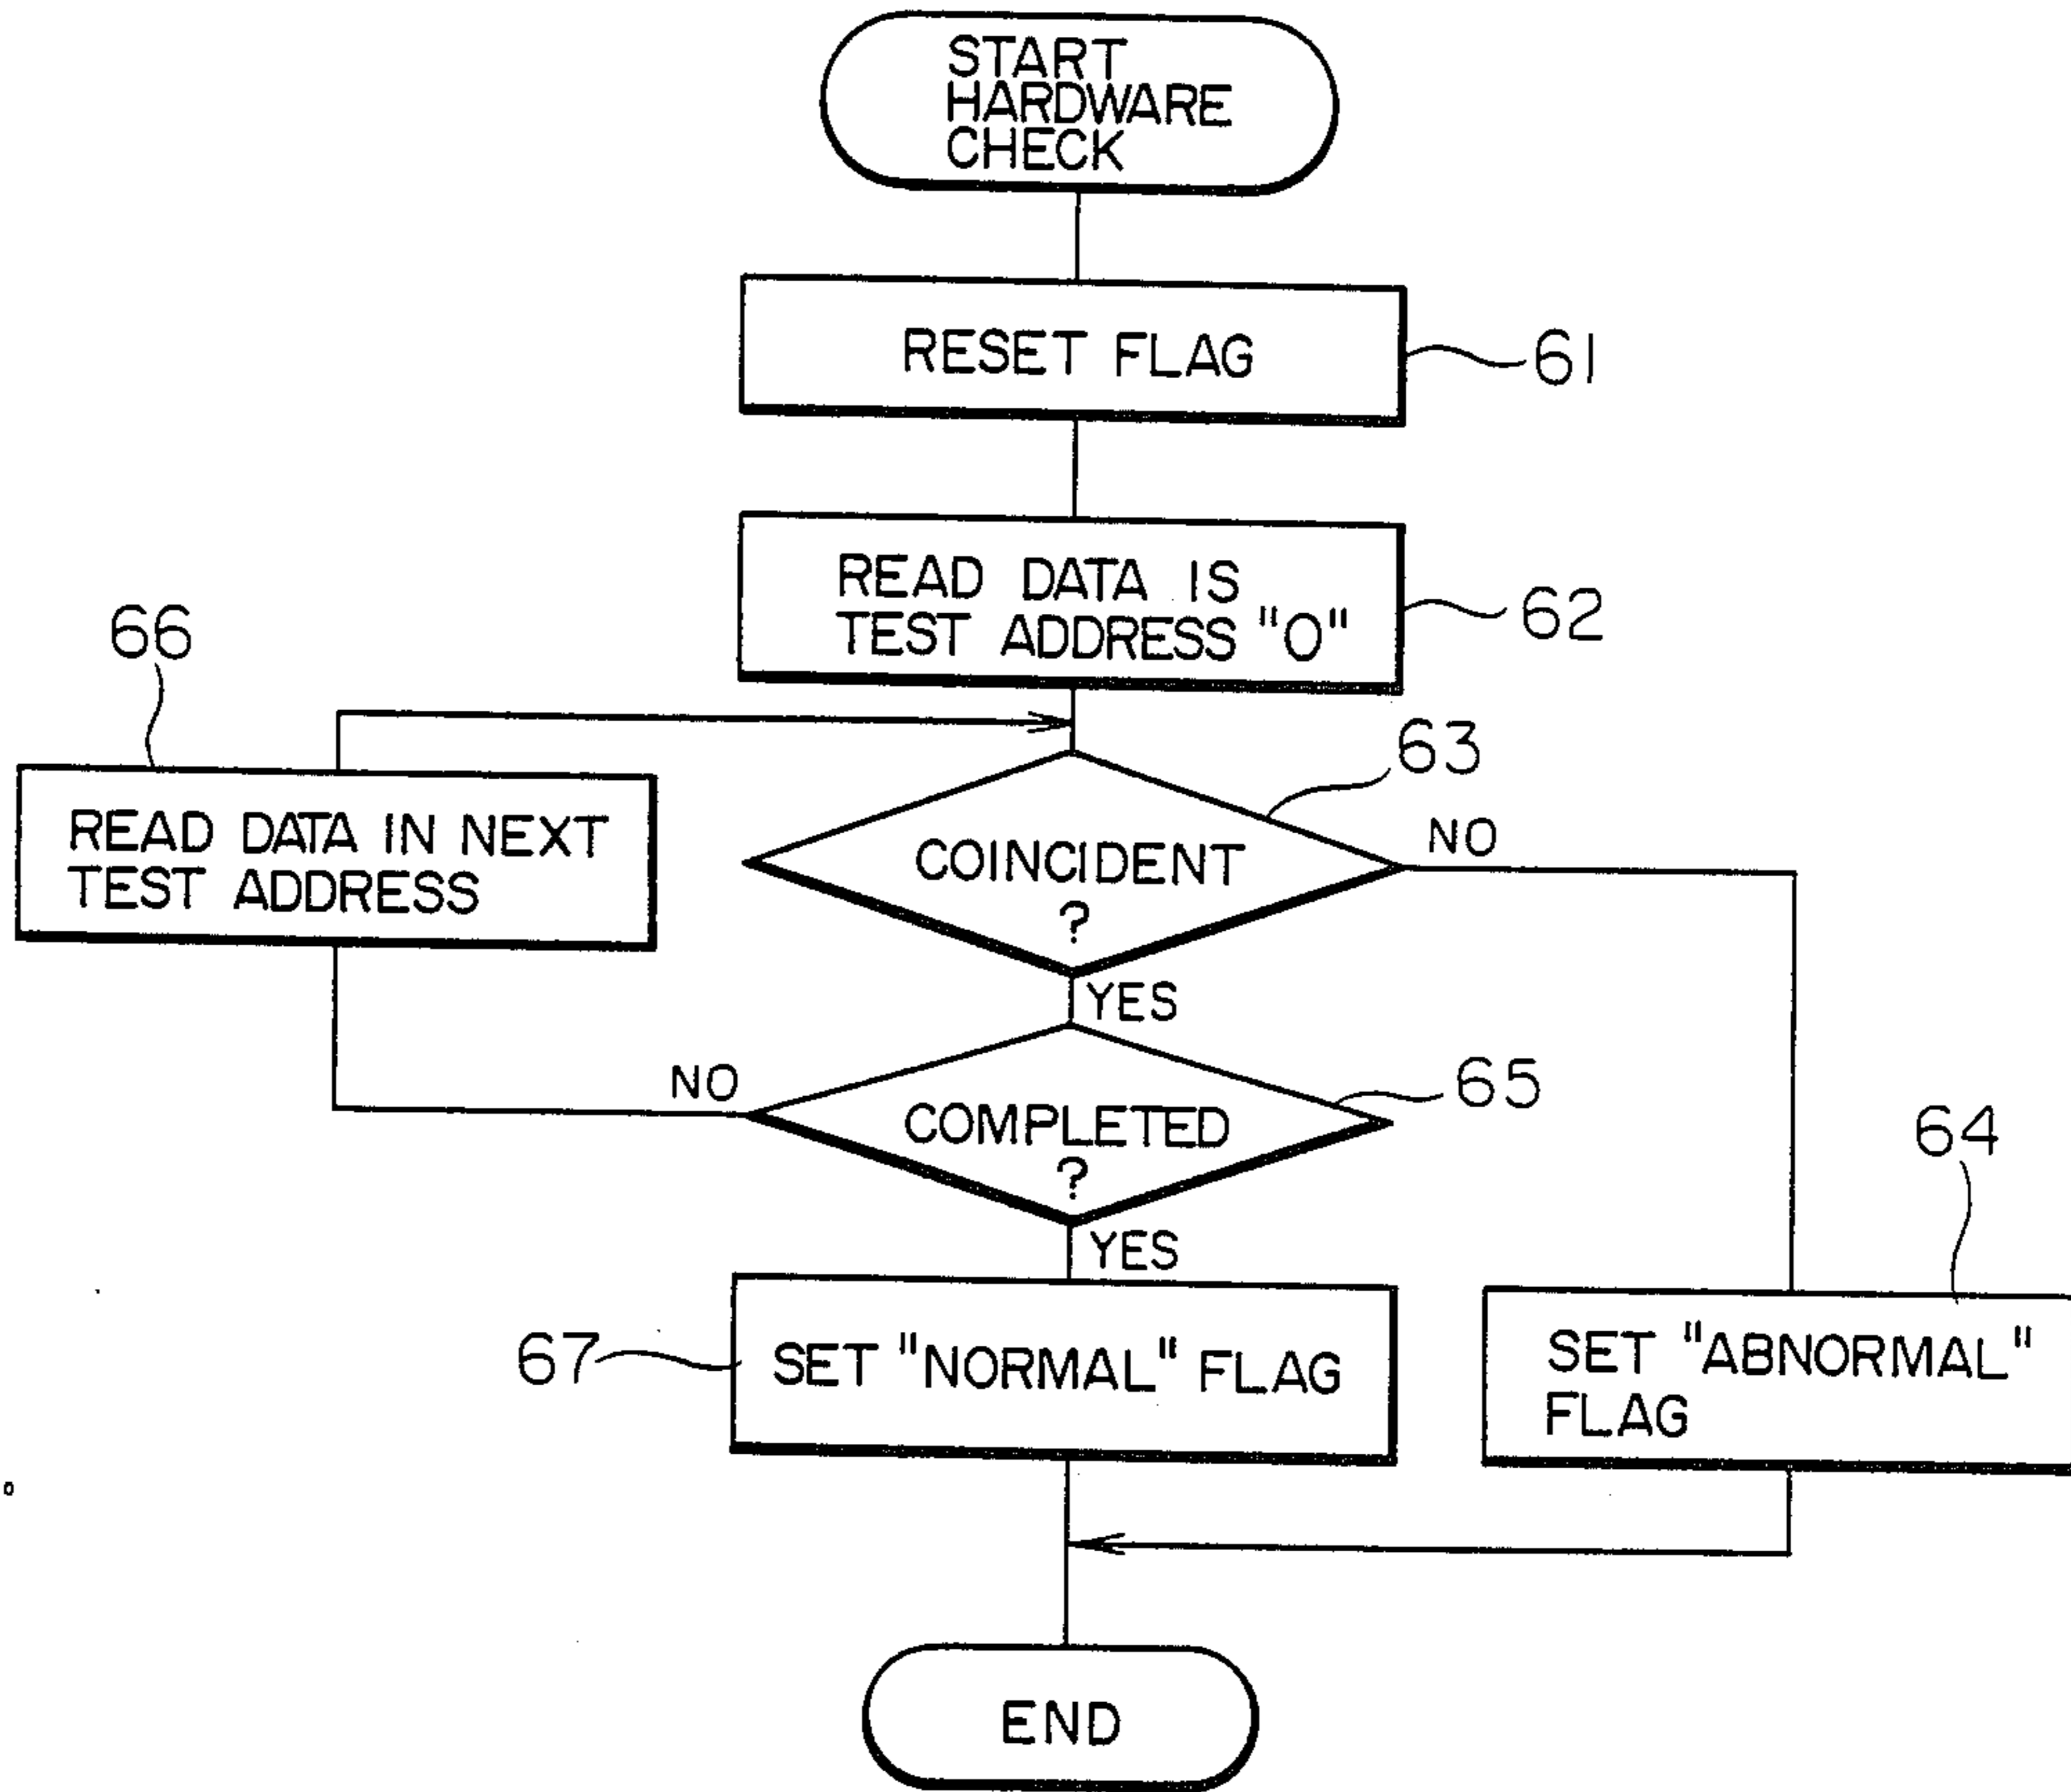 START
HARDWARE
CHECK
RESET FLAG
61
READ DATA IS
TEST ADDRESS "0"
62
66
READ DATA IN NEXT
TEST ADDRESS
63
COINCIDENT
?
NO
YES
65
NO
COMPLETED
?
YES
64
67
SET "NORMAL" FLAG
SET "ABNORMAL"
FLAG
END